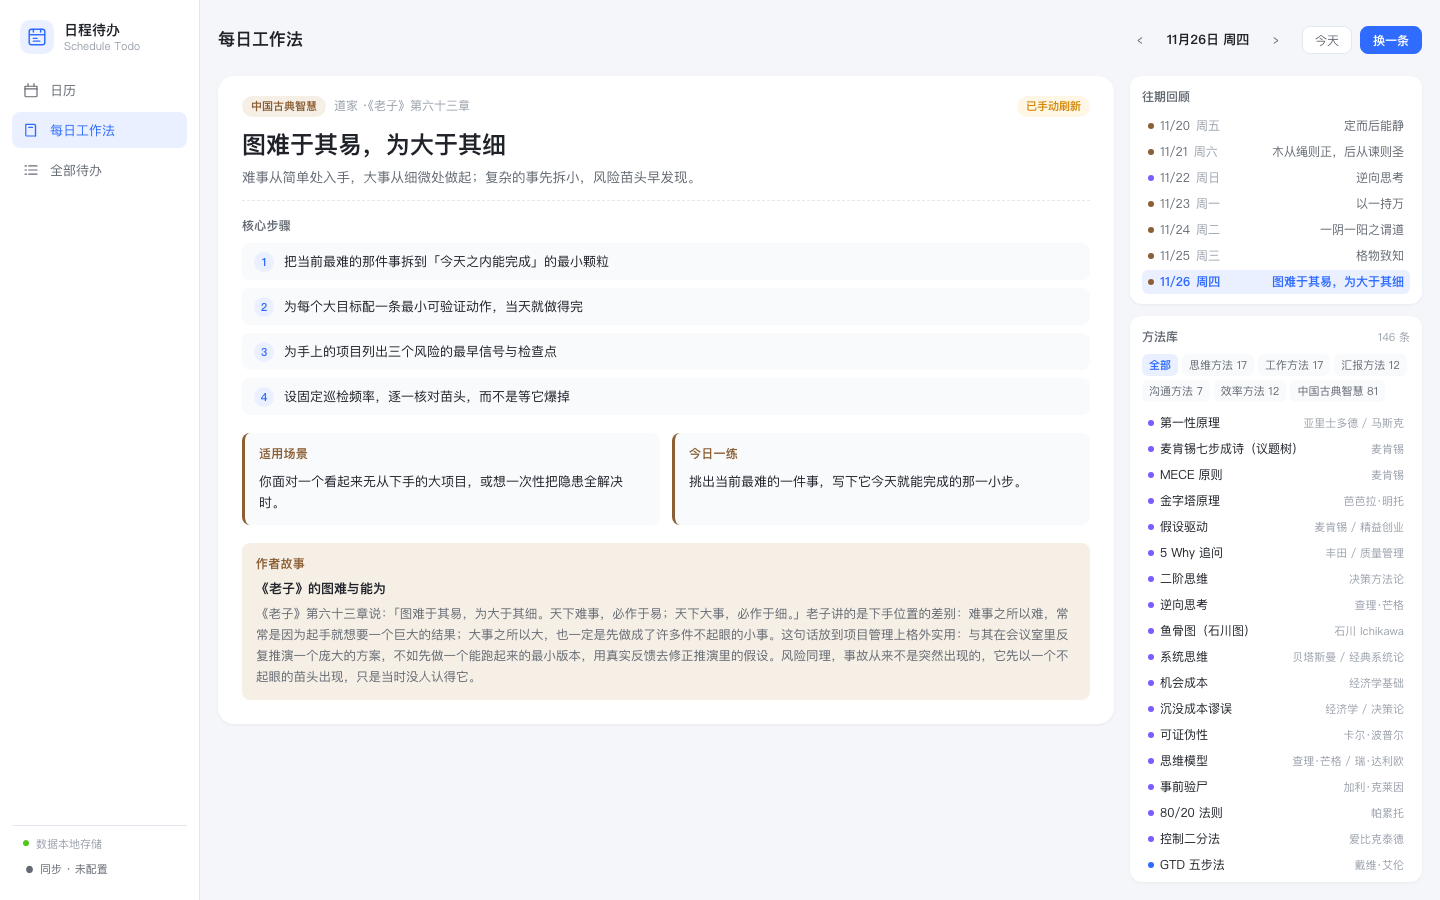 日程待办
Schedule Todo
日历
每日工作法
全部待办
数据本地存储
同步 · 未配置
每日工作法
‹ 11月26日 周四 ›
今天
换一条
中国古典智慧 道家 ·《老子》第六十三章
已手动刷新
图难于其易，为大于其细
难事从简单处入手，大事从细微处做起；复杂的事先拆小，风险苗头早发现。
核心步骤
1 把当前最难的那件事拆到「今天之内能完成」的最小颗粒
2 为每个大目标配一条最小可验证动作，当天就做得完
3 为手上的项目列出三个风险的最早信号与检查点
4 设固定巡检频率，逐一核对苗头，而不是等它爆掉
适用场景
你面对一个看起来无从下手的大项目，或想一次性把隐患全解决
时。
今日一练
挑出当前最难的一件事，写下它今天就能完成的那一小步。
作者故事
《老子》的图难与能为
《老子》第六十三章说：「图难于其易，为大于其细。天下难事，必作于易；天下大事，必作于细。」老子讲的是下手位置的差别：难事之所以难，常
常是因为起手就想要一个巨大的结果；大事之所以大，也一定是先做成了许多件不起眼的小事。这句话放到项目管理上格外实用：与其在会议室里反
复推演一个庞大的方案，不如先做一个能跑起来的最小版本，用真实反馈去修正推演里的假设。风险同理，事故从来不是突然出现的，它先以一个不
起眼的苗头出现，只是当时没人认得它。
往期回顾
11/20 周五 定而后能静
11/21 周六 木从绳则正，后从谏则圣
11/22 周日 逆向思考
11/23 周一 以一持万
11/24 周二 一阴一阳之谓道
11/25 周三 格物致知
11/26 周四 图难于其易，为大于其细
方法库 146 条
全部 思维方法 17 工作方法 17 汇报方法 12
沟通方法 7 效率方法 12 中国古典智慧 81
第一性原理 亚里士多德 / 马斯克
麦肯锡七步成诗（议题树） 麦肯锡
MECE 原则 麦肯锡
金字塔原理 芭芭拉·明托
假设驱动 麦肯锡 / 精益创业
5 Why 追问 丰田 / 质量管理
二阶思维 决策方法论
逆向思考 查理·芒格
鱼骨图（石川图） 石川 Ichikawa
系统思维 贝塔斯曼 / 经典系统论
机会成本 经济学基础
沉没成本谬误 经济学 / 决策论
可证伪性 卡尔·波普尔
思维模型 查理·芒格 / 瑞·达利欧
事前验尸 加利·克莱因
80/20 法则 帕累托
控制二分法 爱比克泰德
GTD 五步法 戴维·艾伦